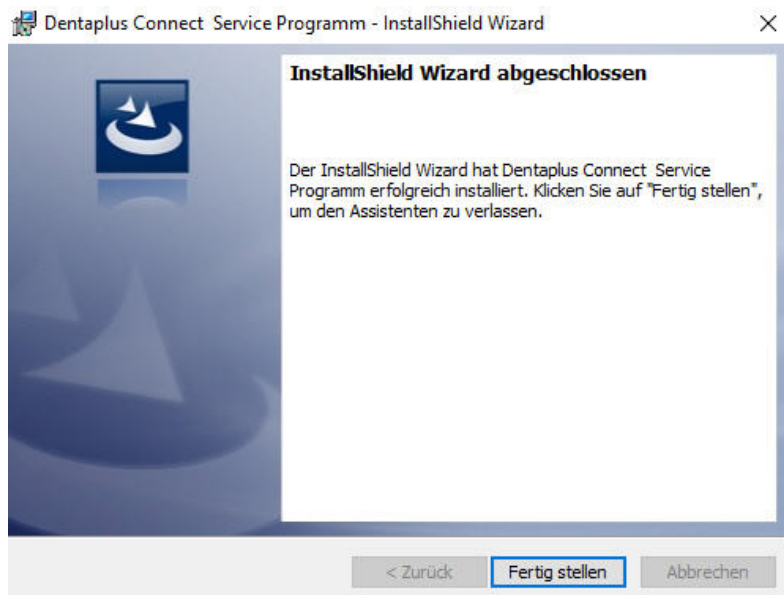 Dentaplus Connect  Service Programm - InstallShield Wizard
InstallShield Wizard abgeschlossen
Der InstallShield Wizard hat Dentaplus Connect  Service
Programm erfolgreich installiert. Klicken Sie auf "Fertig stellen",
um den Assistenten zu verlassen.
< Zurück
Fertig stellen
Abbrechen